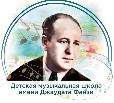 Детская музыкальная школа
имени Джаудата Файзи